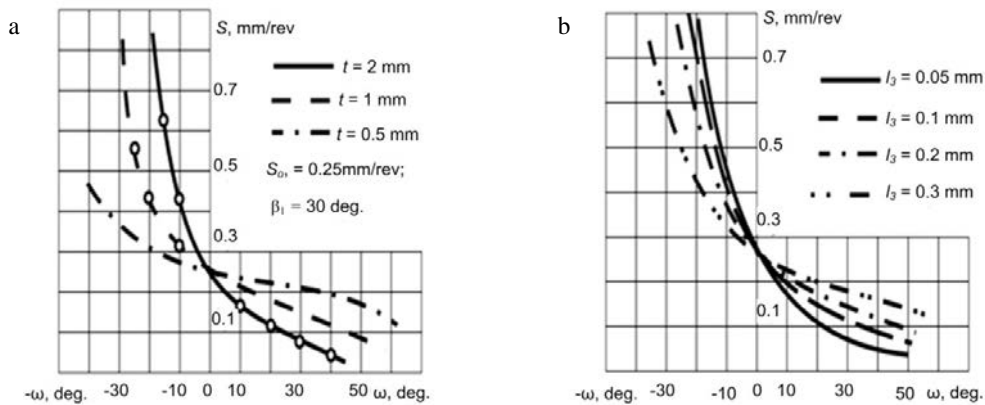 a
S, mm/rev
t = 2 mm
t = 1 mm
t = 0.5 mm
Sₒ, = 0.25mm/rev;
β₁ = 30 deg.
0.7
0.5
0.3
0.1
-ω, deg. -30 -10 0 10 30 50 ω, deg.
b
S, mm/rev
l₃ = 0.05 mm
l₃ = 0.1 mm
l₃ = 0.2 mm
l₃ = 0.3 mm
0.7
0.5
0.3
0.1
-ω, deg. -30 -10 0 10 30 50 ω, deg.